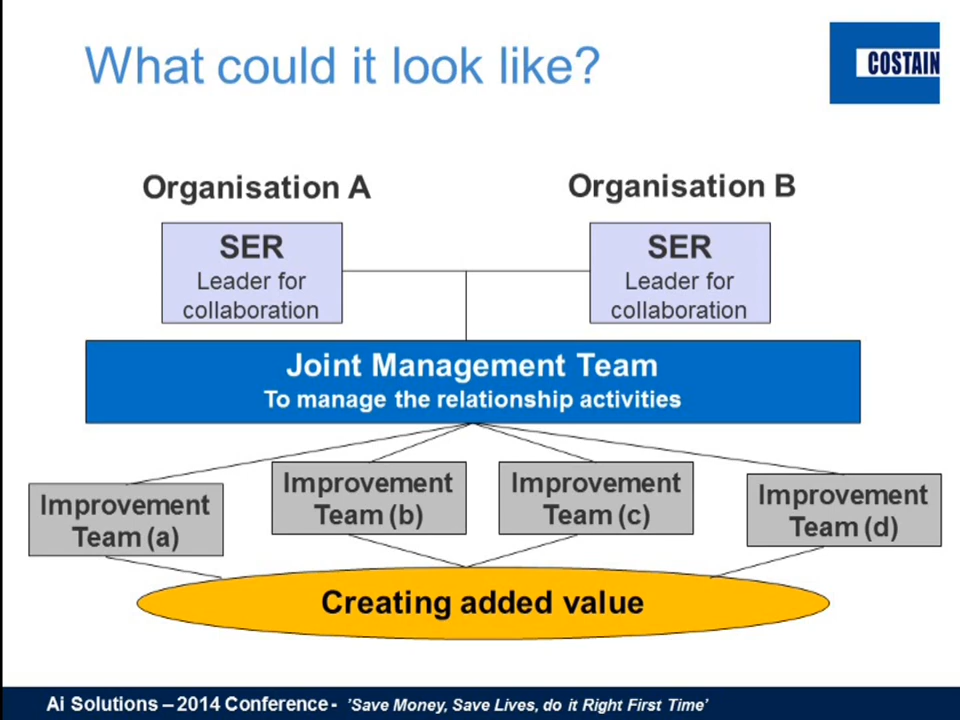 What could it look like?
COSTAIN
Organisation A
Organisation B
SER
Leader for
collaboration
SER
Leader for
collaboration
Joint Management Team
To manage the relationship activities
Improvement
Team (a)
Improvement
Team (b)
Improvement
Team (c)
Improvement
Team (d)
Creating added value
Ai Solutions – 2014 Conference - 'Save Money, Save Lives, do it Right First Time'